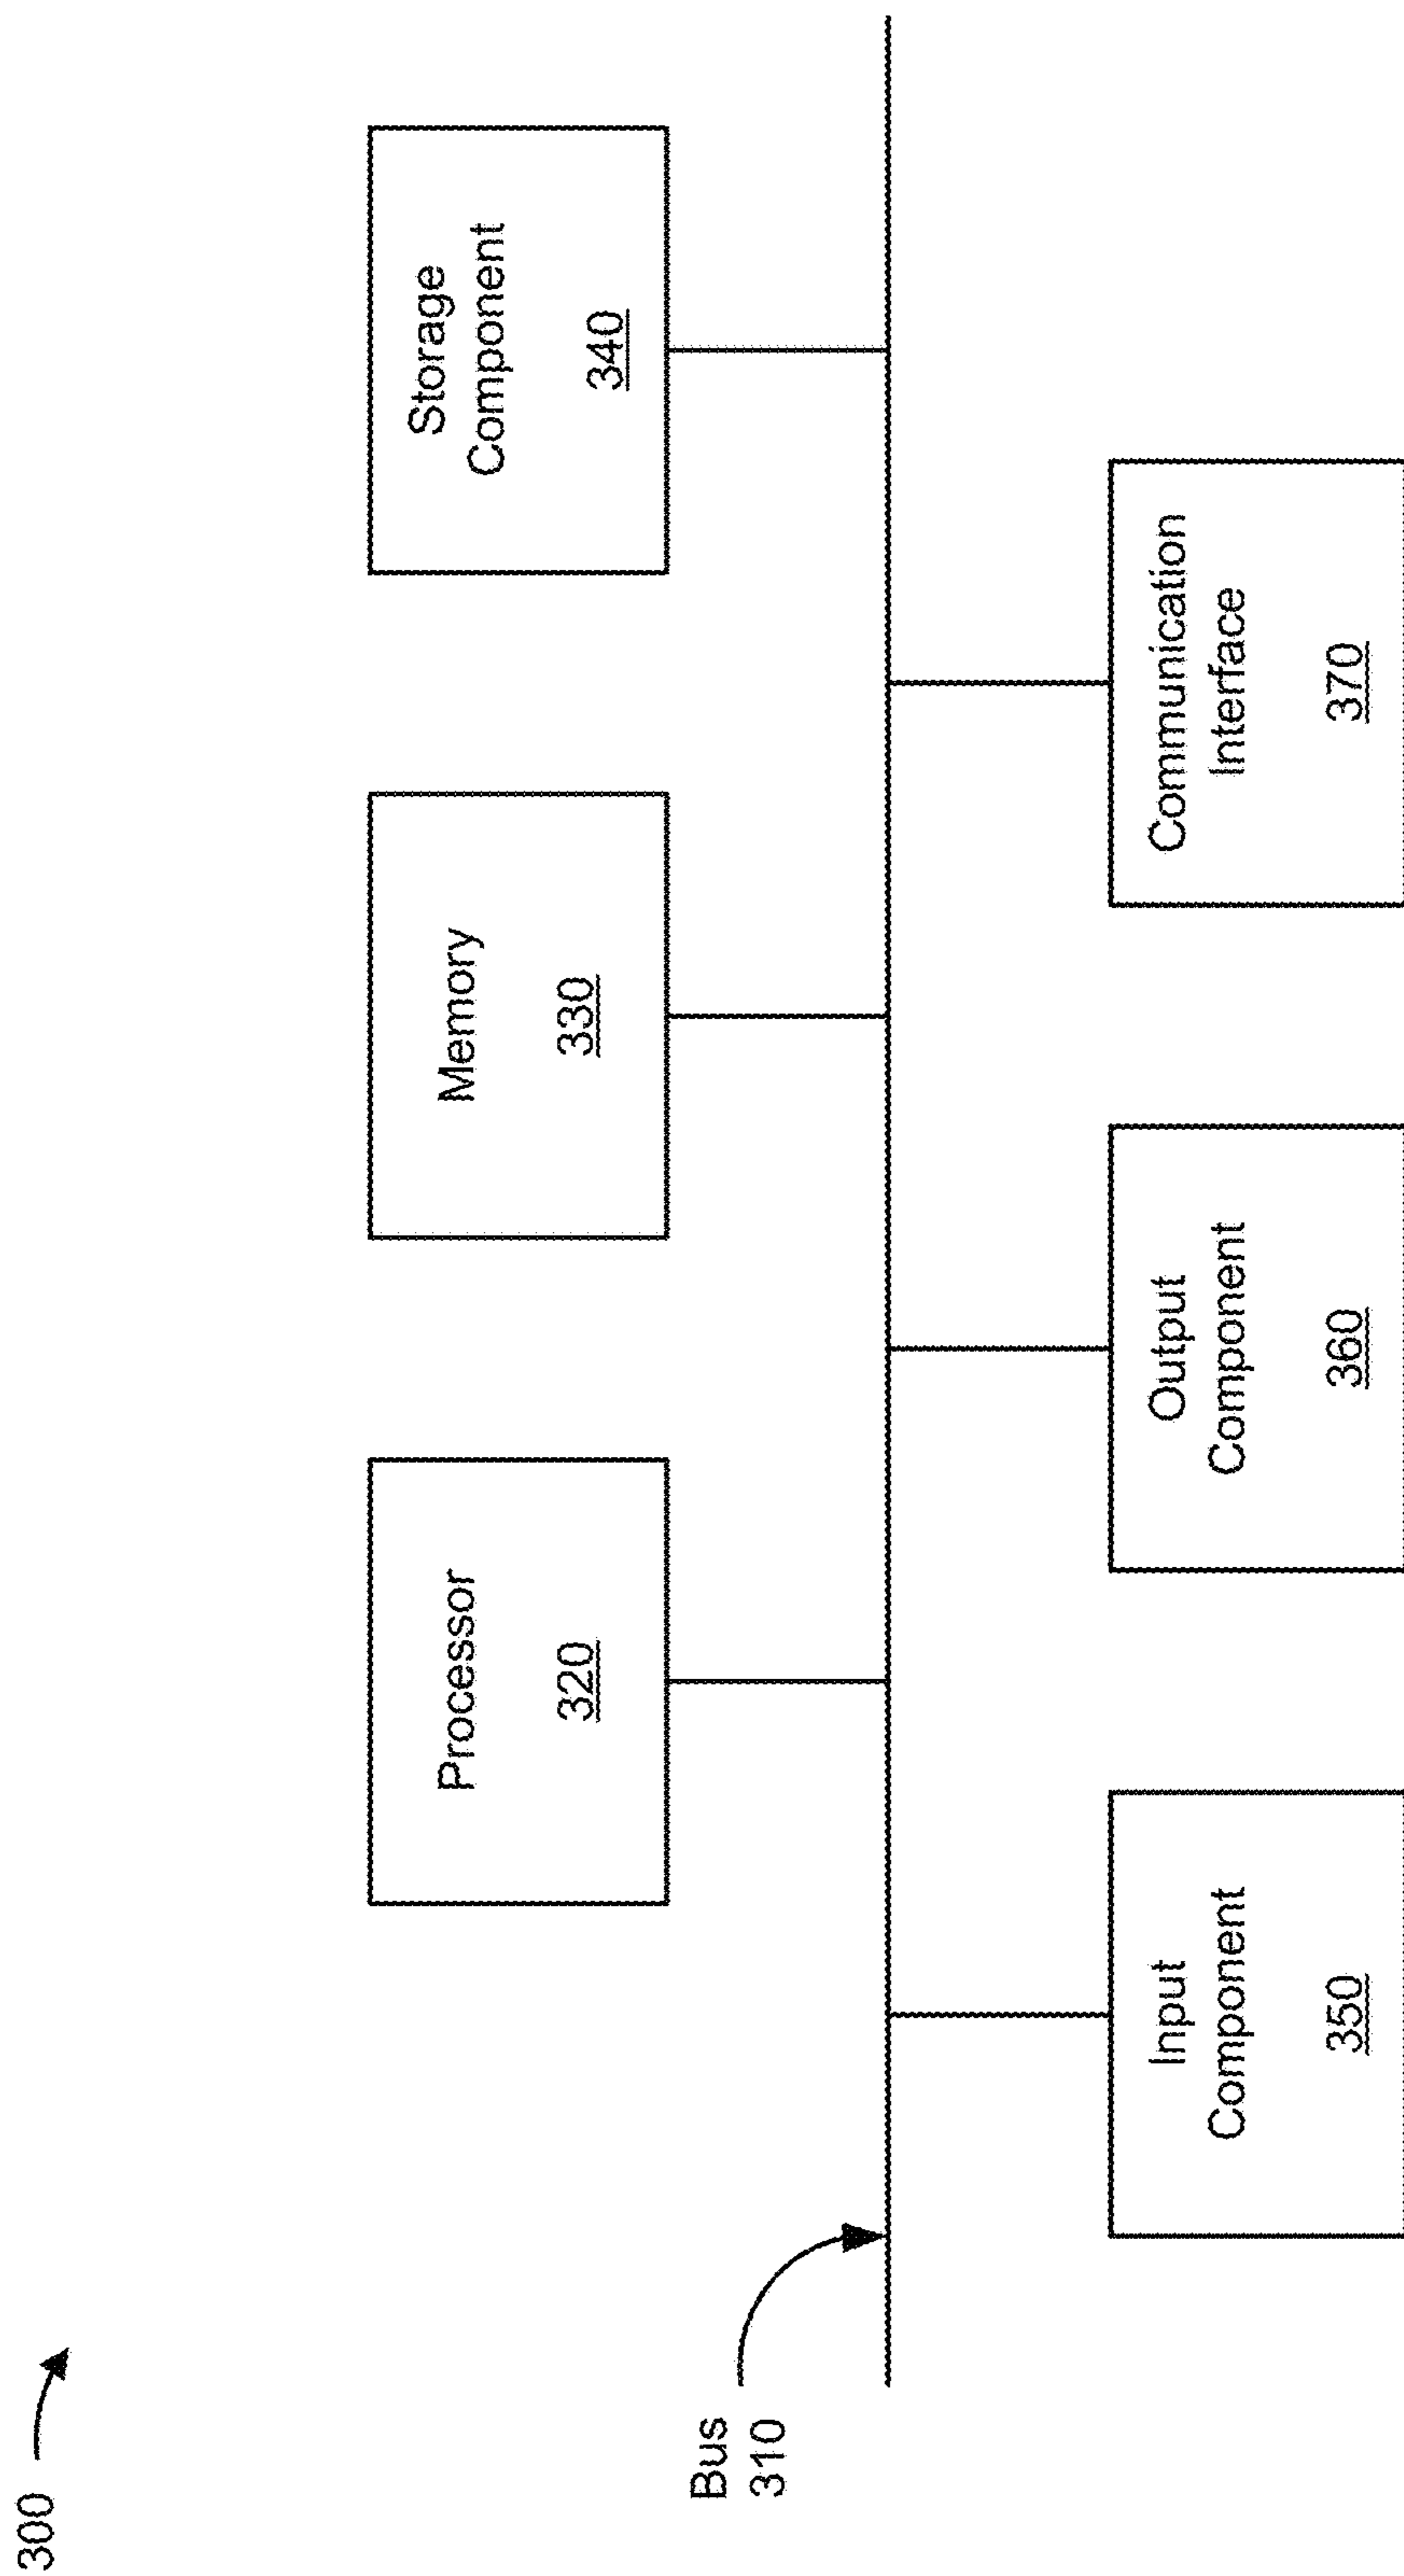 300
Processor
320
Memory
330
Storage
Component
340
Bus
310
Input
Component
350
Output
Component
360
Communication
Interface
370